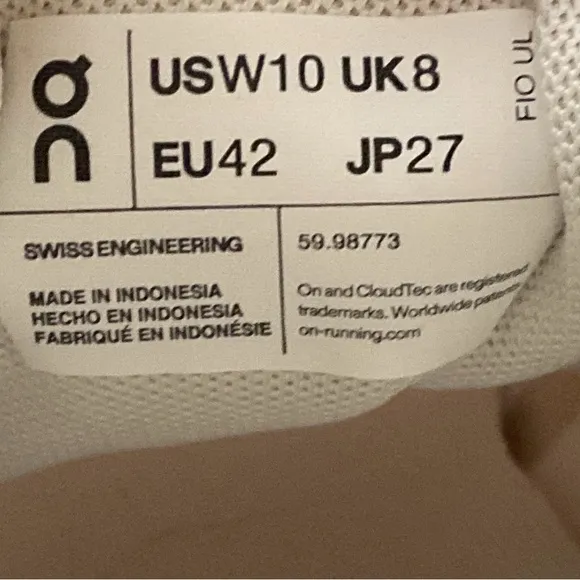 On
USW10 UK8
EU42 JP27
FIO UL
SWISS ENGINEERING
59.98773
MADE IN INDONESIA
HECHO EN INDONESIA
FABRIQUÉ EN INDONÉSIE
On and CloudTec are registered
trademarks. Worldwide patents
on-running.com